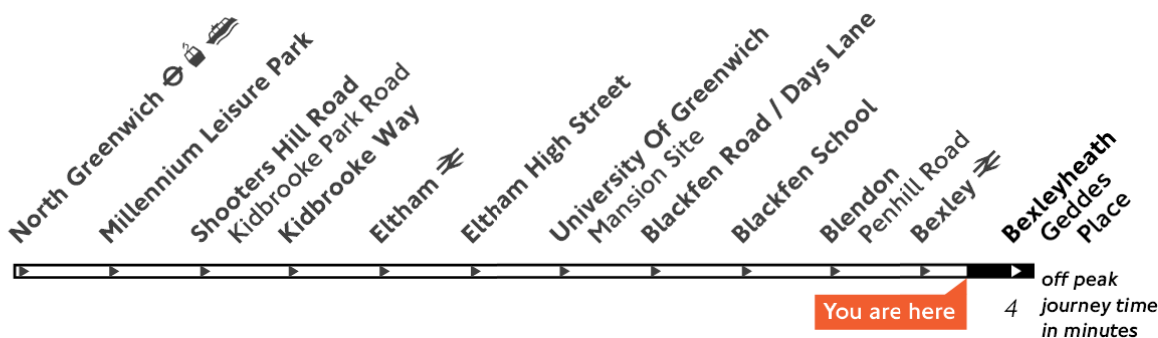 North Greenwich
Millennium Leisure Park
Shooters Hill Road
Kidbrooke Park Road
Kidbrooke Way
Eltham
Eltham High Street
University Of Greenwich
Mansion Site
Blackfen Road / Days Lane
Blackfen School
Blendon
Penhill Road
Bexley
Bexleyheath
Geddes
Place
You are here
4
off peak
journey time
in minutes